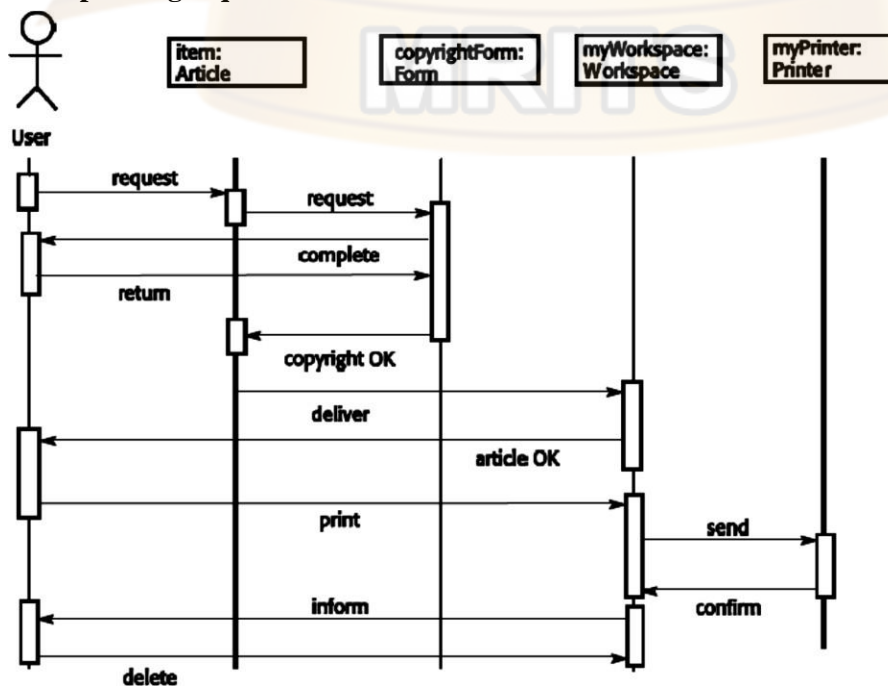 item:
Article
copyrightForm:
Form
myWorkspace:
Workspace
myPrinter:
Printer
MRITS
User
request
request
complete
return
copyright OK
deliver
article OK
print
send
confirm
inform
delete